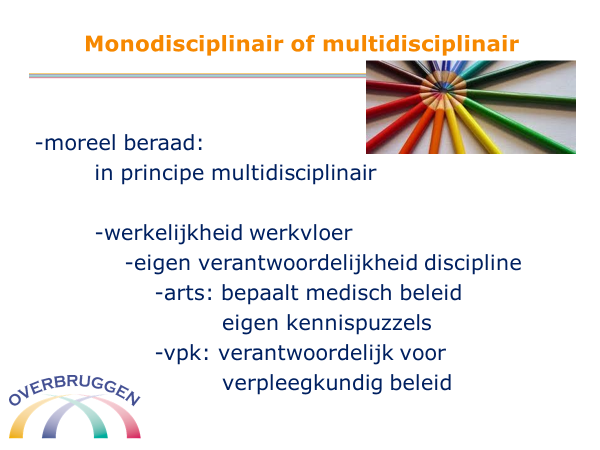 Monodisciplinair of multidisciplinair
-moreel beraad:
in principe multidisciplinair
-werkelijkheid werkvloer
-eigen verantwoordelijkheid discipline
-arts: bepaalt medisch beleid
eigen kennispuzzels
-vpk: verantwoordelijk voor
verpleegkundig beleid
OVERBRUGGEN